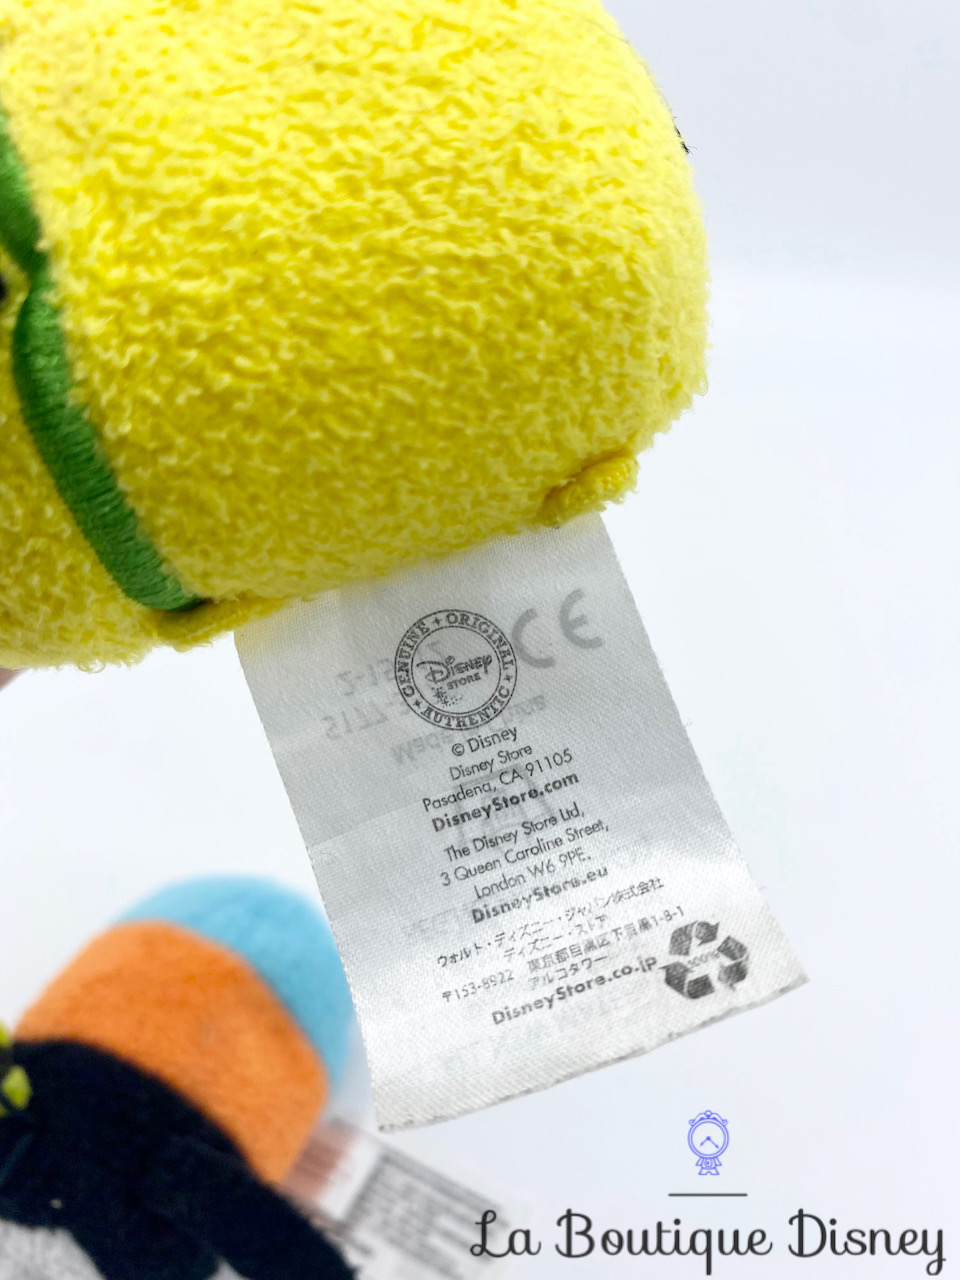 GENUINE + ORIGINAL
Disney
STORE
AUTHENTIC
CE
© Disney
Disney Store
Pasadena, CA 91105
DisneyStore.com
The Disney Store Ltd,
3 Queen Caroline Street,
London W6 9PE.
DisneyStore.eu
ウォルト・ディズニー・ジャパン株式会社
ディズニー・ストア
〒153-8922 東京都目黒区下目黒1-8-1
アルコタワー
DisneyStore.co.jp
100%
La Boutique Disney